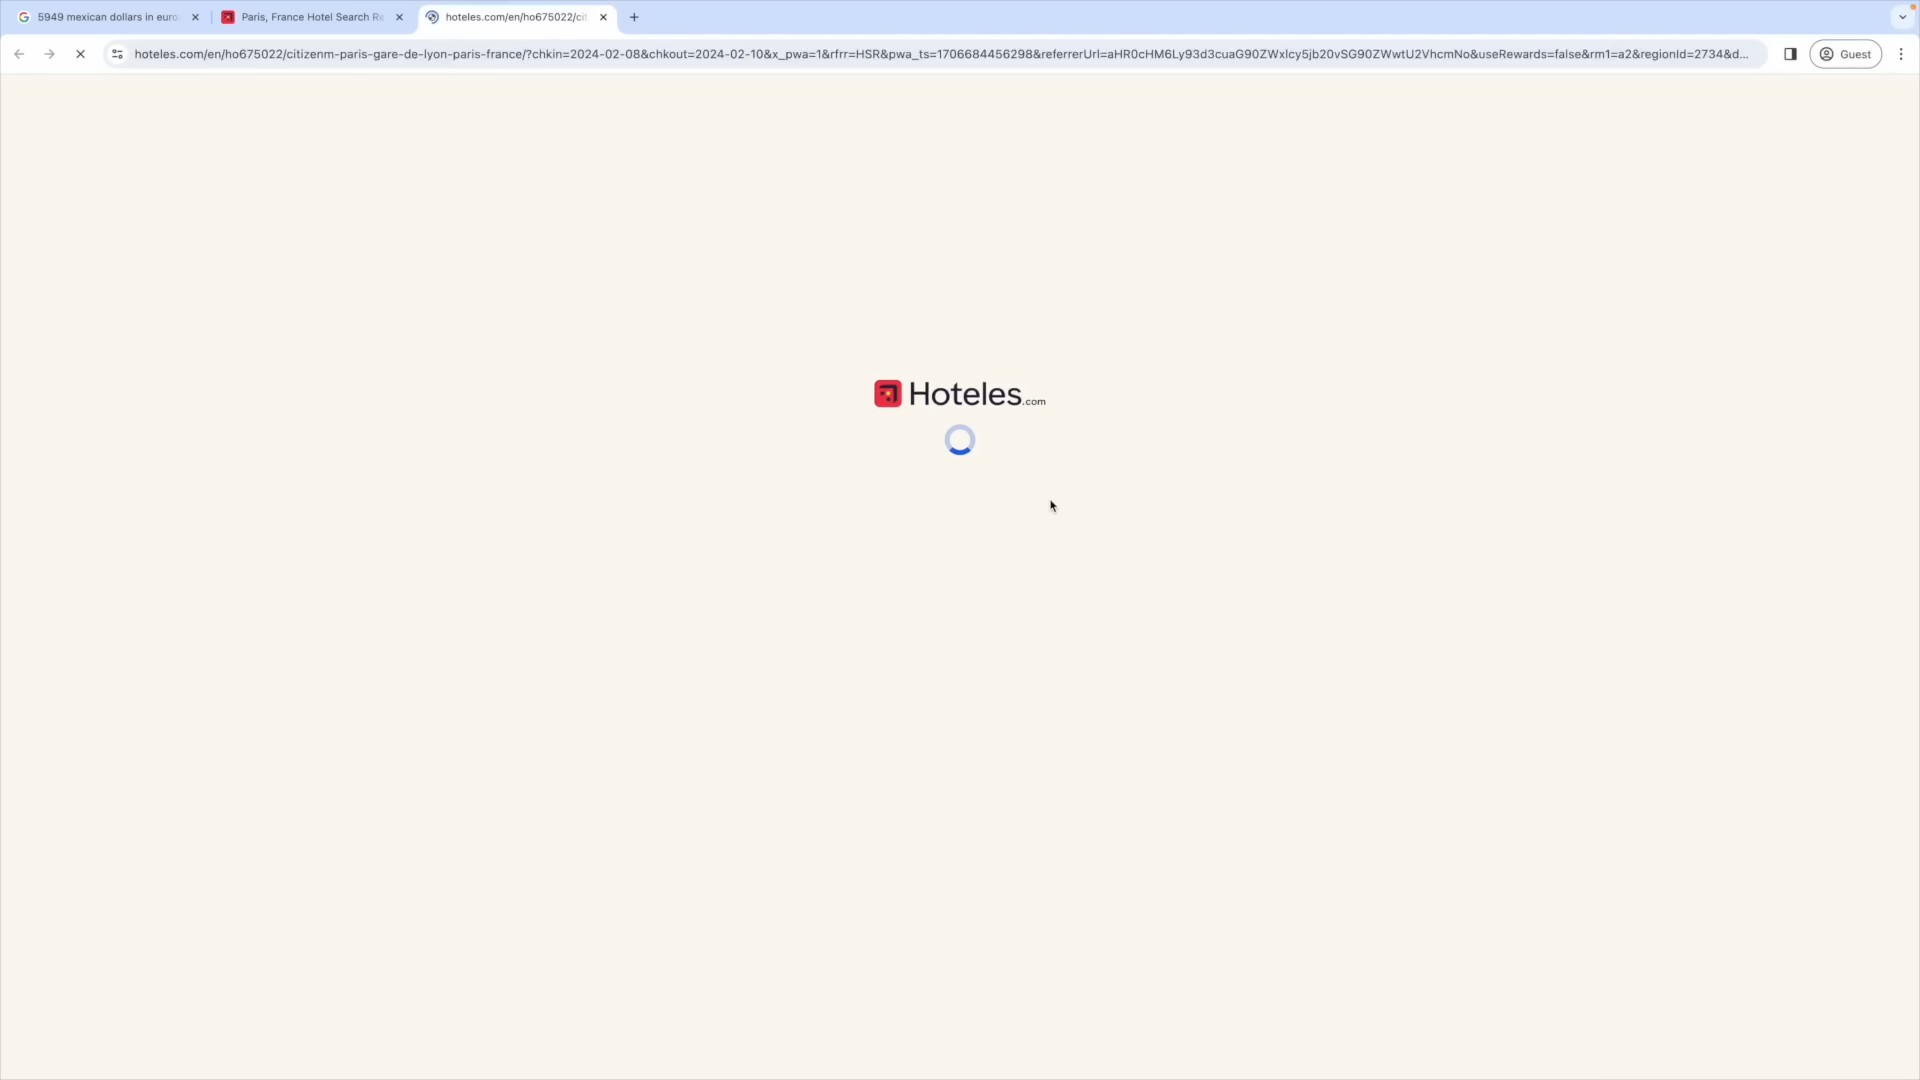 5949 mexican dollars in euro
Paris, France Hotel Search Re
hoteles.com/en/ho675022/cit
hoteles.com/en/ho675022/citizenm-paris-gare-de-lyon-paris-france/?chkin=2024-02-08&chkout=2024-02-10&x_pwa=1&rfrr=HSR&pwa_ts=1706684456298&referrerUrl=aHR0cHM6Ly93d3cuaG90ZWxlcy5jb20vSG90ZWwtU2VhcmNo&useRewards=false&rm1=a2&regionId=2734&d...
Guest
Hoteles.com